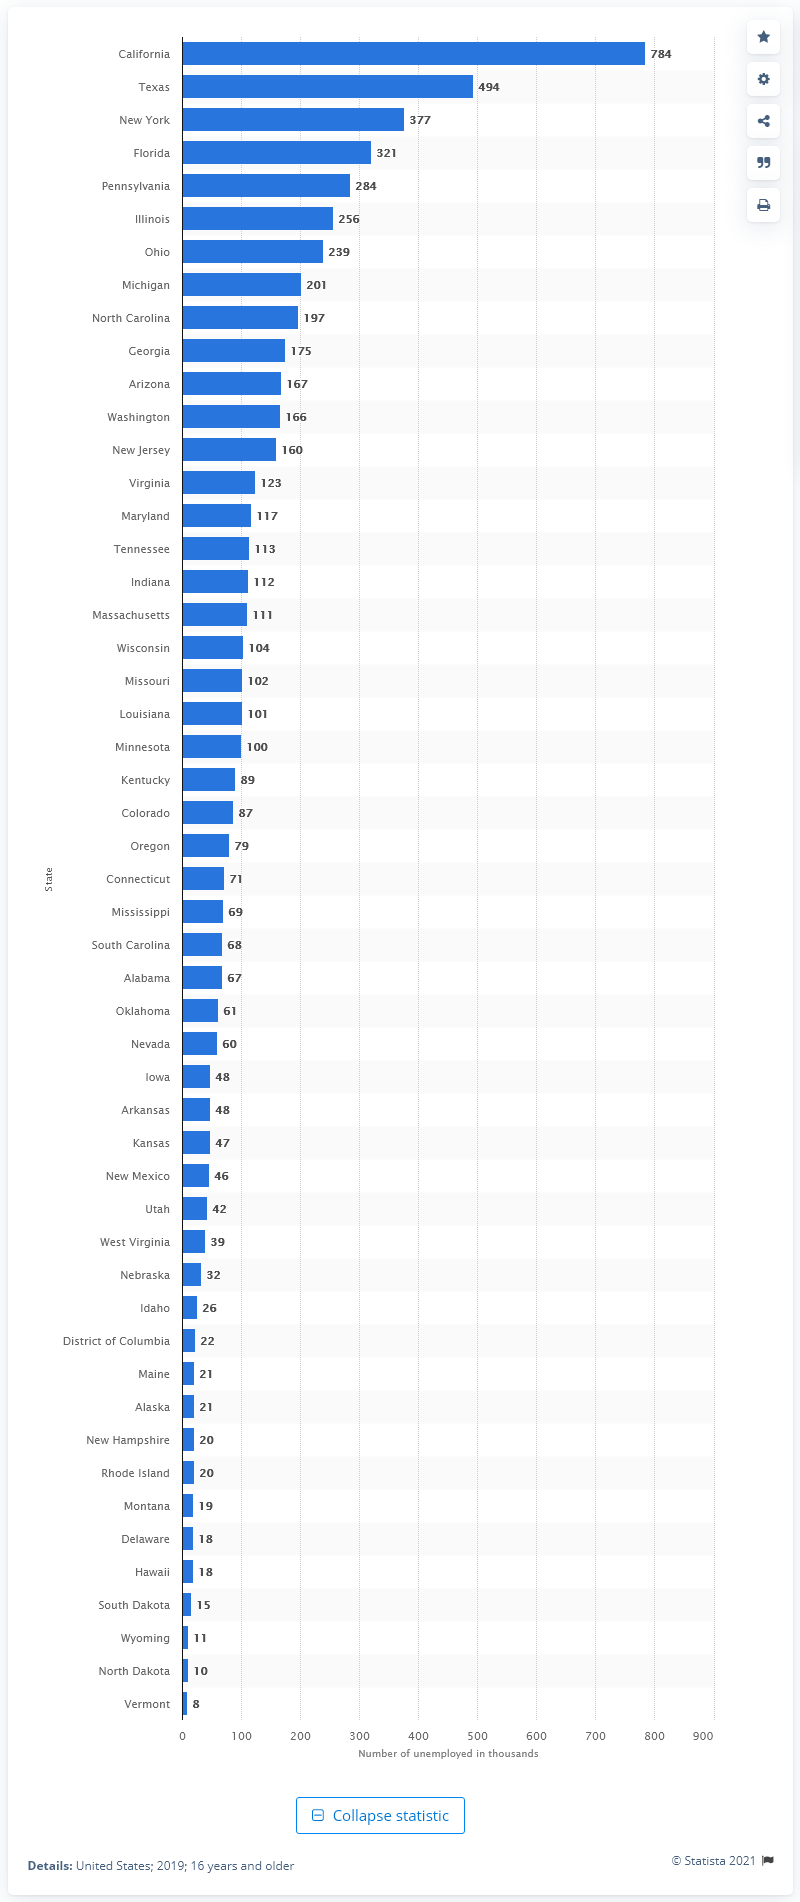 California 784
Texas 494
New York 377
Florida 321
Pennsylvania 284
Illinois 256
Ohio 239
Michigan 201
North Carolina 197
Georgia 175
Arizona 167
Washington 166
New Jersey 160
Virginia 123
Maryland 117
Tennessee 113
Indiana 112
Massachusetts 111
Wisconsin 104
Missouri 102
Louisiana 101
Minnesota 100
Kentucky 89
Colorado 87
Oregon 79
State
Connecticut 71
Mississippi 69
South Carolina 68
Alabama 67
Oklahoma 61
Nevada 60
Iowa 48
Arkansas 48
Kansas 47
New Mexico 46
Utah 42
West Virginia 39
Nebraska 32
Idaho 26
District of Columbia 22
Maine 21
Alaska 21
New Hampshire 20
Rhode Island 20
Montana 19
Delaware 18
Hawaii 18
South Dakota 15
Wyoming 11
North Dakota 10
Vermont 8
0 100 200 300 400 500 600 700 800 900
Number of unemployed in thousands
Collapse statistic
Details: United States; 2019; 16 years and older
© Statista 2021